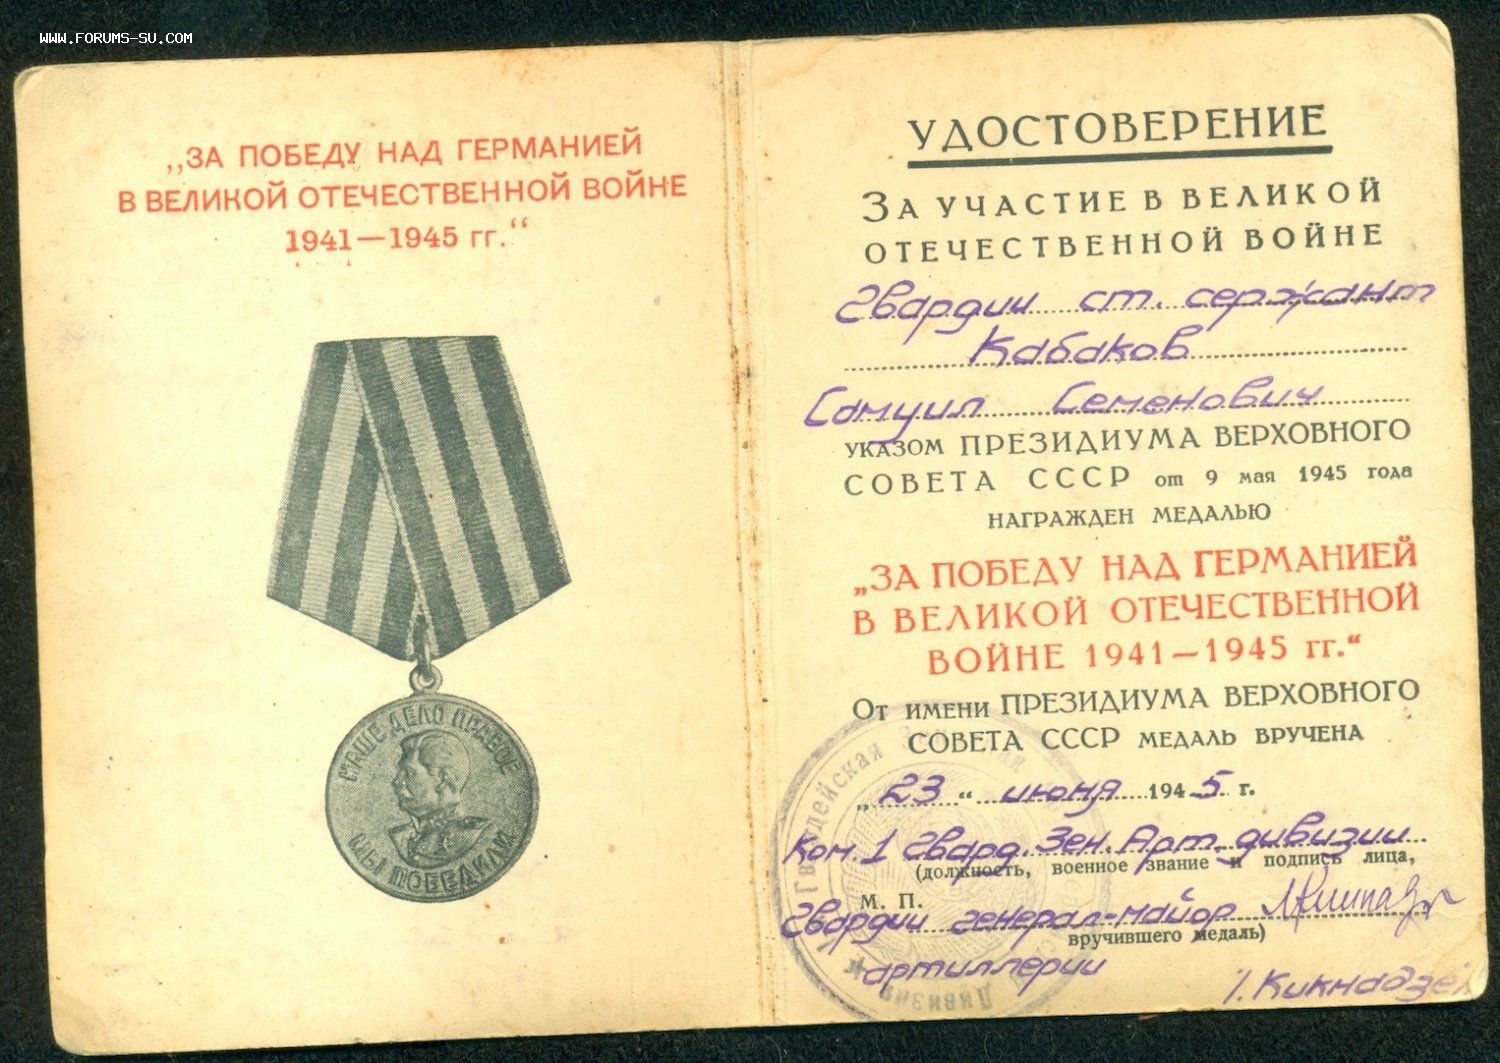 WWW.FORUMS-SU.COM
„ЗА ПОБЕДУ НАД ГЕРМАНИЕЙ
В ВЕЛИКОЙ ОТЕЧЕСТВЕННОЙ ВОЙНЕ
1941—1945 гг.“
НАШЕ ДЕЛО ПРАВОЕ
МЫ ПОБЕДИЛИ
УДОСТОВЕРЕНИЕ
ЗА УЧАСТИЕ В ВЕЛИКОЙ
ОТЕЧЕСТВЕННОЙ ВОЙНЕ
Гвардии ст. сержант
Кабаков
Самуил Семенович
УКАЗОМ ПРЕЗИДИУМА ВЕРХОВНОГО
СОВЕТА СССР от 9 мая 1945 года
НАГРАЖДЕН МЕДАЛЬЮ
„ЗА ПОБЕДУ НАД ГЕРМАНИЕЙ
В ВЕЛИКОЙ ОТЕЧЕСТВЕННОЙ
ВОЙНЕ 1941—1945 гг.“
От имени ПРЕЗИДИУМА ВЕРХОВНОГО
СОВЕТА СССР МЕДАЛЬ ВРУЧЕНА
„23“ июня 1945 г.
Ком. 1 Гвард. Зен. Арт. дивизии
(должность, военное звание и подпись лица,
М. П.
Гвардии генерал-майор
вручившего медаль)
артиллерии
Кикнадзе
Гвардейская
Дивизия